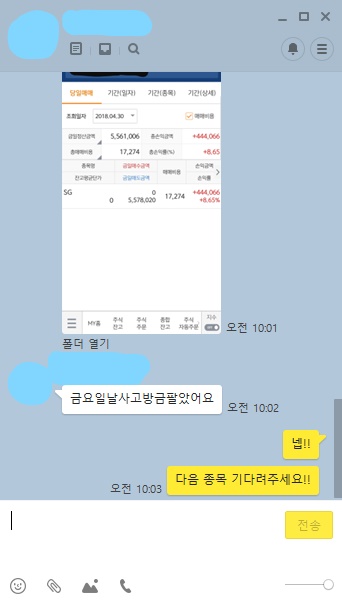 당일매매 기간(일자) 기간(종목) 기간(상세)
조회일자 2018.04.30 매매비용
금일정산금액 5,561,006 총손익금액 +444,066
총매매비용 17,274 총손익률(%) +8.65
종목명 금일매수금액 매매비용 손익금액
잔고평균단가 금일매도금액 손익률
SG 0 17,274 +444,066
0 5,578,020 +8.65%
MY홈 주식잔고 주식주문 종합잔고 주식자동주문 지수
오전 10:01
폴더 열기
금요일날사고방금팔았어요
오전 10:02
넵!!
다음 종목 기다려주세요!!
오전 10:03
전송